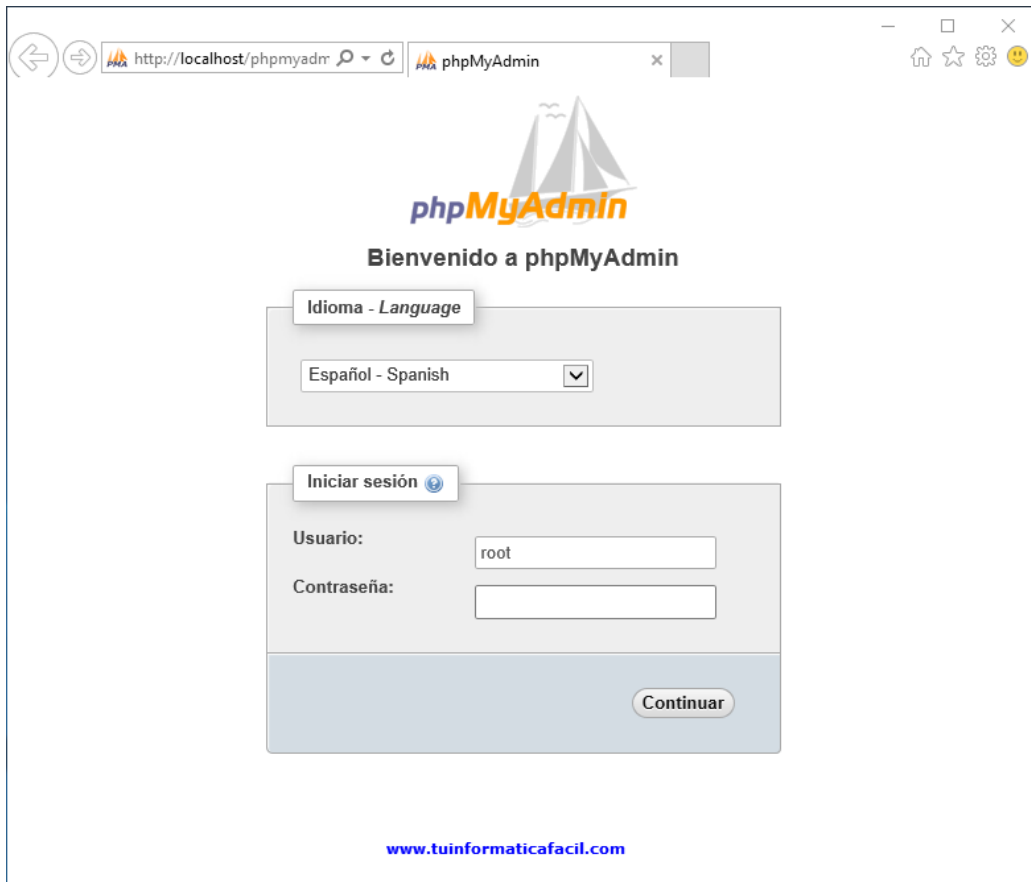 http://localhost/phpmyadm
phpMyAdmin
phpMyAdmin
Bienvenido a phpMyAdmin
Idioma - Language
Español - Spanish
Iniciar sesión
Usuario:
root
Contraseña:
Continuar
www.tuinformaticafacil.com